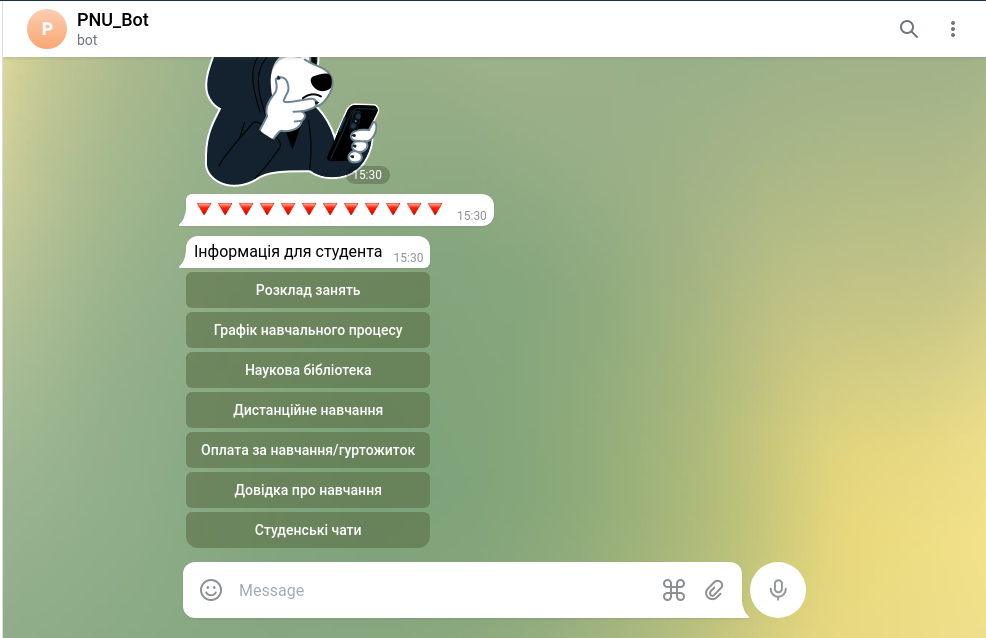 P
PNU_Bot
bot
15:30
15:30
Інформація для студента 15:30
Розклад занять
Графік навчального процесу
Наукова бібліотека
Дистанційне навчання
Оплата за навчання/гуртожиток
Довідка про навчання
Студенські чати
Message